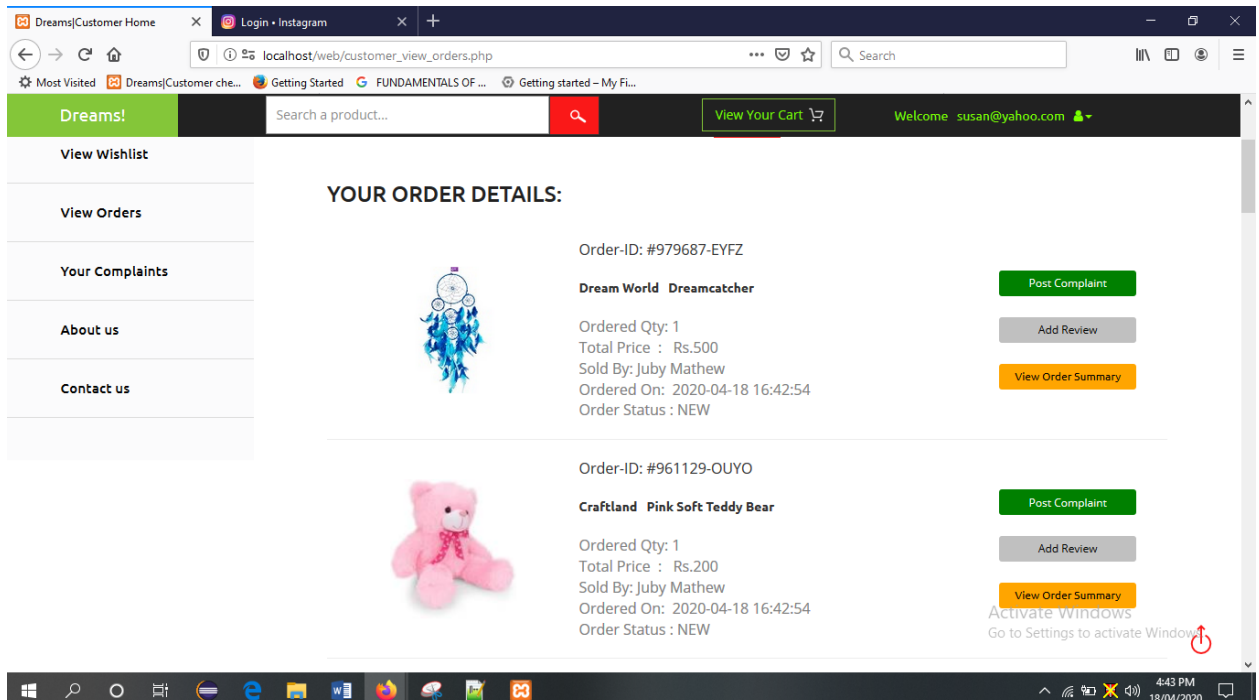 Dreams|Customer Home
Login • Instagram
localhost/web/customer_view_orders.php
Search
Most Visited
Dreams|Customer che...
Getting Started
FUNDAMENTALS OF ...
Getting started – My Fi...
Dreams!
Search a product...
View Your Cart
Welcome susan@yahoo.com
View Wishlist
View Orders
Your Complaints
About us
Contact us
YOUR ORDER DETAILS:
Order-ID: #979687-EYFZ
Dream World Dreamcatcher
Ordered Qty: 1
Total Price : Rs.500
Sold By: Juby Mathew
Ordered On: 2020-04-18 16:42:54
Order Status : NEW
Post Complaint
Add Review
View Order Summary
Order-ID: #961129-OUYO
Craftland Pink Soft Teddy Bear
Ordered Qty: 1
Total Price : Rs.200
Sold By: Juby Mathew
Ordered On: 2020-04-18 16:42:54
Order Status : NEW
Post Complaint
Add Review
View Order Summary
Activate Windows
Go to Settings to activate Windows
4:43 PM
18/04/2020